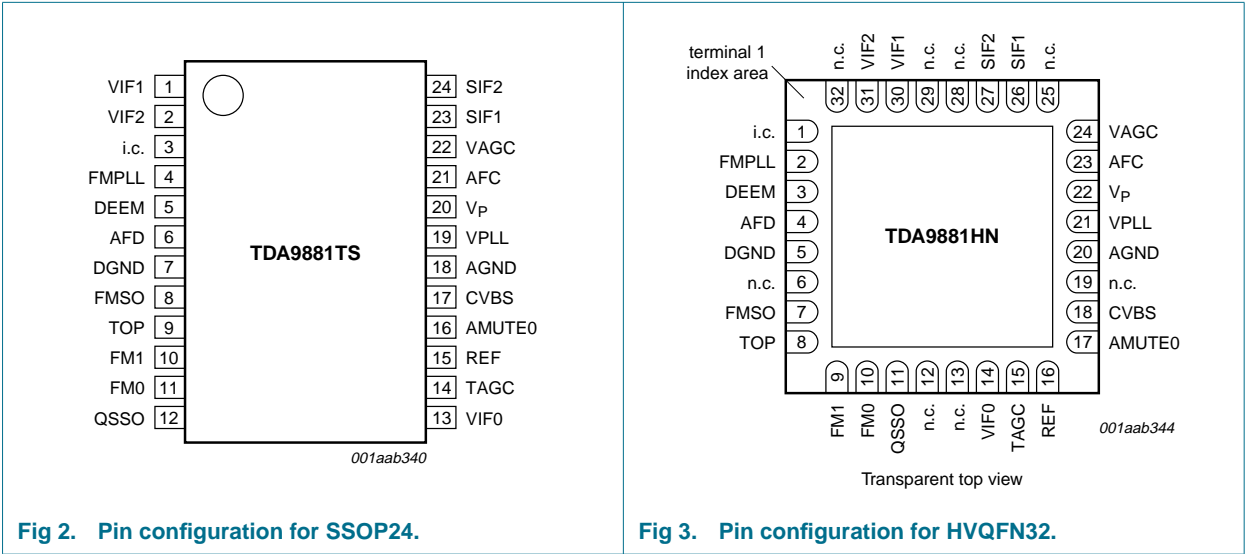 VIF1 1
VIF2 2
i.c. 3
FMPLL 4
DEEM 5
AFD 6
DGND 7
FMSO 8
TOP 9
FM1 10
FM0 11
QSSO 12
TDA9881TS
24 SIF2
23 SIF1
22 VAGC
21 AFC
20 VP
19 VPLL
18 AGND
17 CVBS
16 AMUTE0
15 REF
14 TAGC
13 VIF0
001aab340
Fig 2. Pin configuration for SSOP24.
terminal 1
index area
n.c. VIF2 VIF1 n.c. n.c. SIF2 SIF1 n.c.
32 31 30 29 28 27 26 25
i.c. 1
FMPLL 2
DEEM 3
AFD 4
DGND 5
n.c. 6
FMSO 7
TOP 8
TDA9881HN
24 VAGC
23 AFC
22 VP
21 VPLL
20 AGND
19 n.c.
18 CVBS
17 AMUTE0
9 10 11 12 13 14 15 16
FM1 FM0 QSSO n.c. n.c. VIF0 TAGC REF
001aab344
Transparent top view
Fig 3. Pin configuration for HVQFN32.